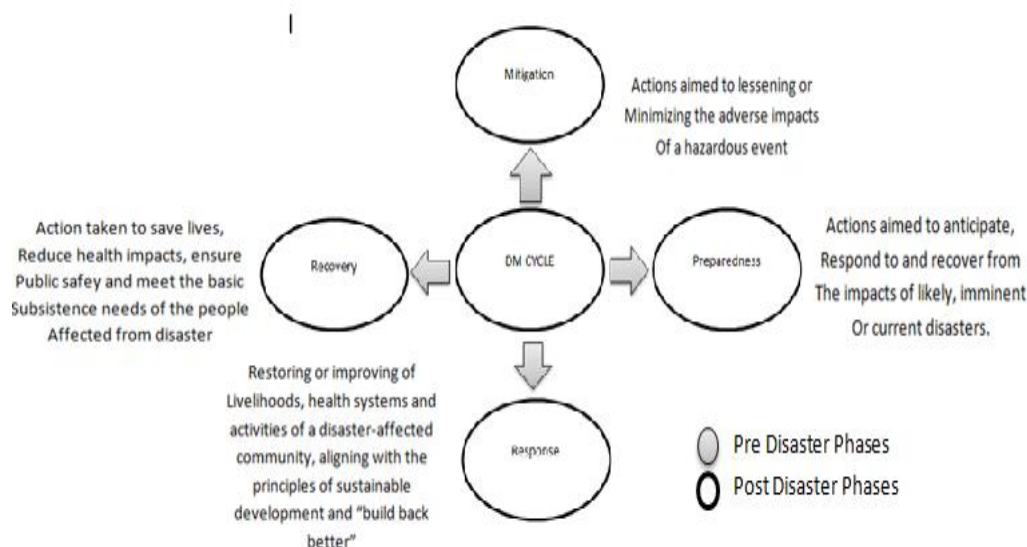 Mitigation
Actions aimed to lessening or
Minimizing the adverse impacts
Of a hazardous event
Action taken to save lives,
Reduce health impacts, ensure
Public safey and meet the basic
Subsistence needs of the people
Affected from disaster
Recovery
DM CYCLE
Preparedness
Actions aimed to anticipate,
Respond to and recover from
The impacts of likely, imminent
Or current disasters.
Restoring or improving of
Livelihoods, health systems and
activities of a disaster-affected
community, aligning with the
principles of sustainable
development and "build back
better"
Response
Pre Disaster Phases
Post Disaster Phases